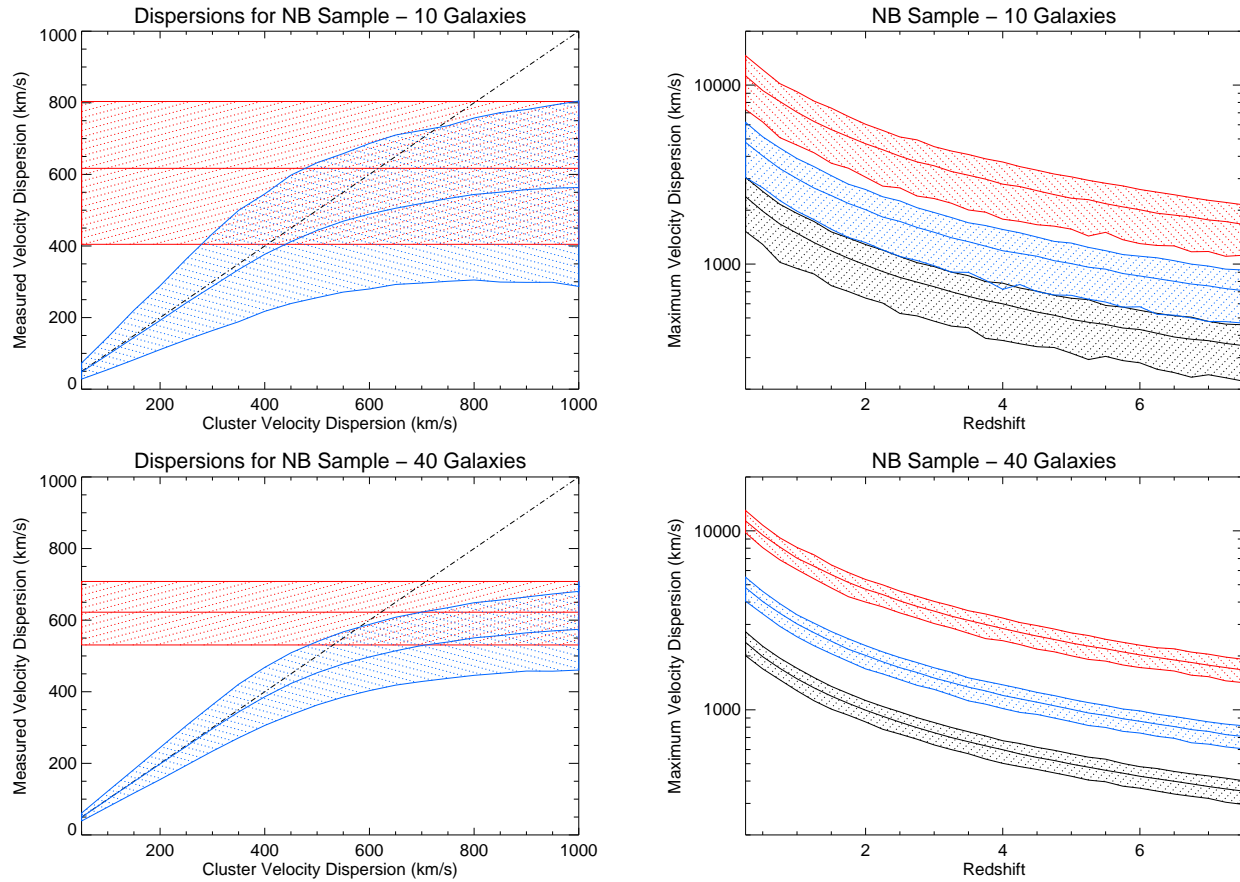 Dispersions for NB Sample – 10 Galaxies
Measured Velocity Dispersion (km/s)
1000
800
600
400
200
0
200 400 600 800 1000
Cluster Velocity Dispersion (km/s)
NB Sample – 10 Galaxies
Maximum Velocity Dispersion (km/s)
10000
1000
2 4 6
Redshift
Dispersions for NB Sample – 40 Galaxies
Measured Velocity Dispersion (km/s)
1000
800
600
400
200
0
200 400 600 800 1000
Cluster Velocity Dispersion (km/s)
NB Sample – 40 Galaxies
Maximum Velocity Dispersion (km/s)
10000
1000
2 4 6
Redshift